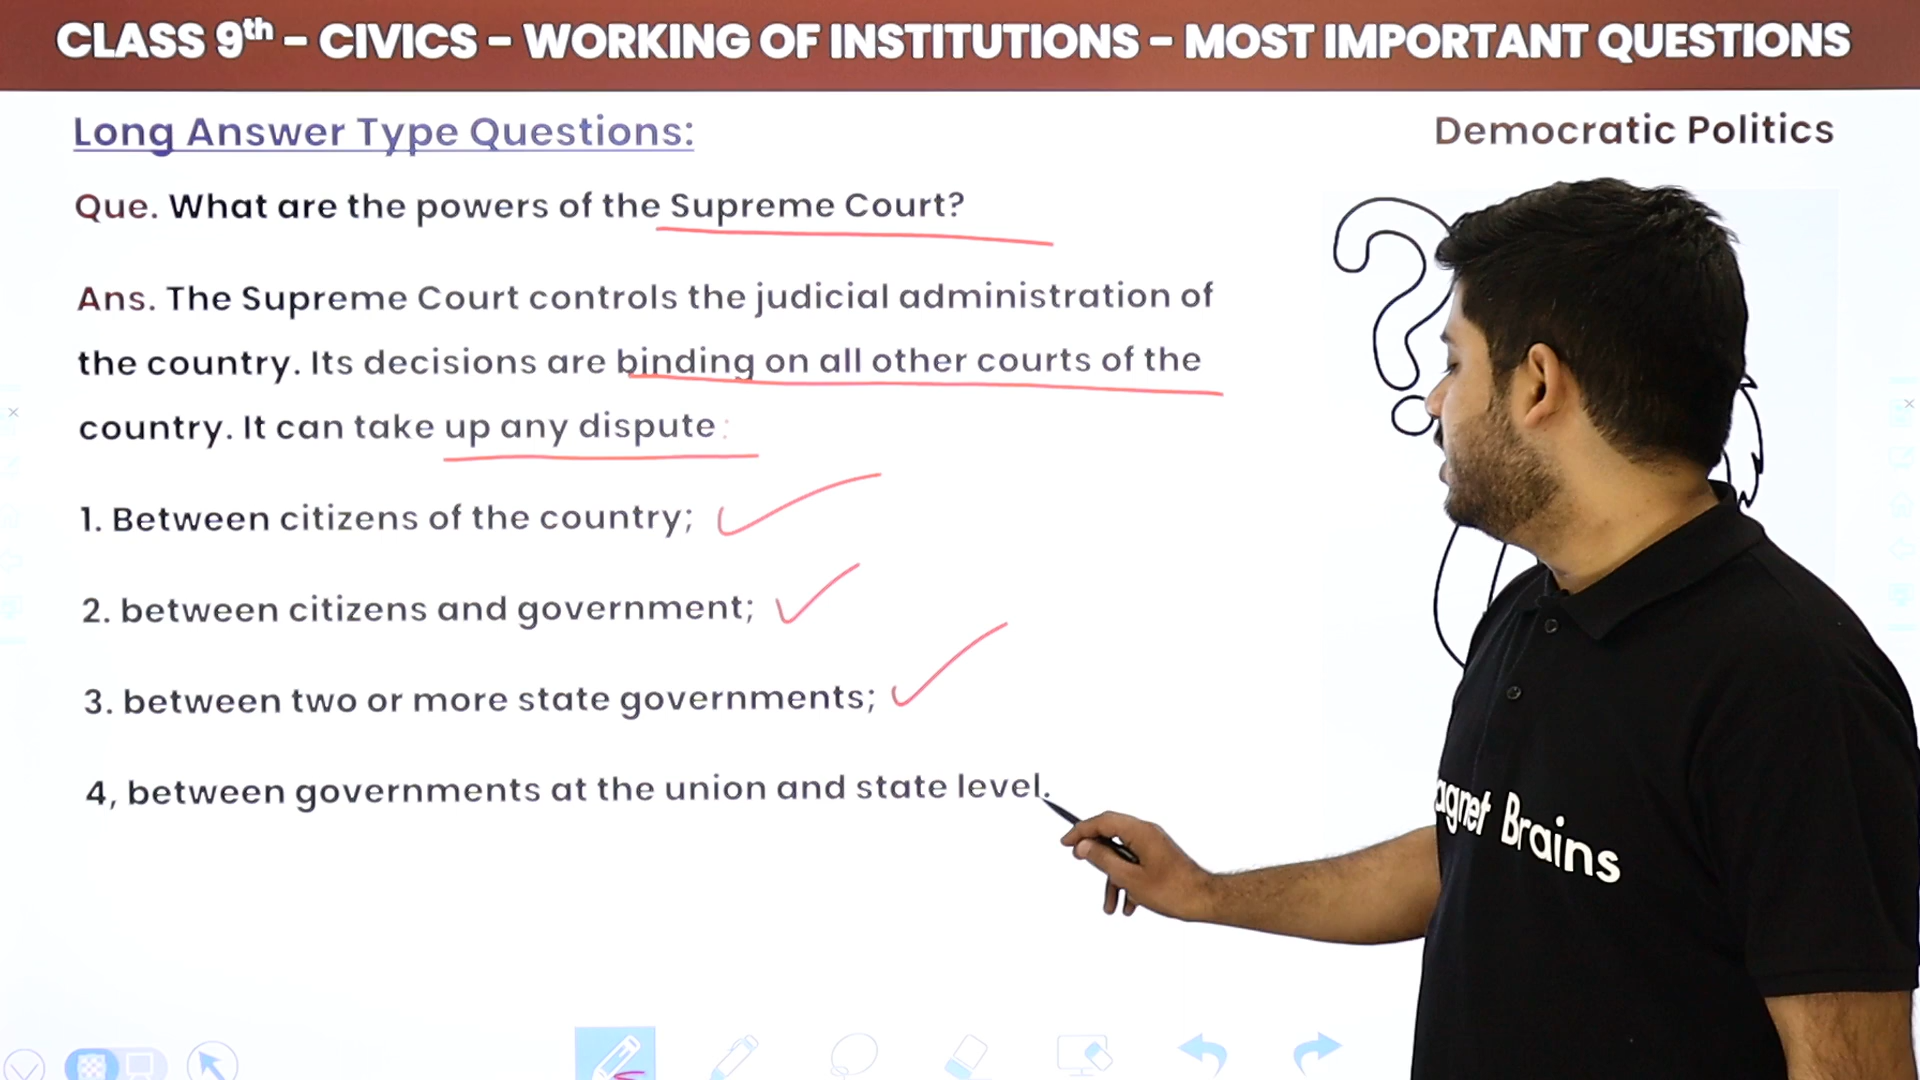 CLASS 9th – CIVICS – WORKING OF INSTITUTIONS – MOST IMPORTANT QUESTIONS
Long Answer Type Questions:
Democratic Politics
Que. What are the powers of the Supreme Court?
Ans. The Supreme Court controls the judicial administration of
the country. Its decisions are binding on all other courts of the
country. It can take up any dispute:
1. Between citizens of the country;
2. between citizens and government;
3. between two or more state governments;
4, between governments at the union and state level.
agnet Brains